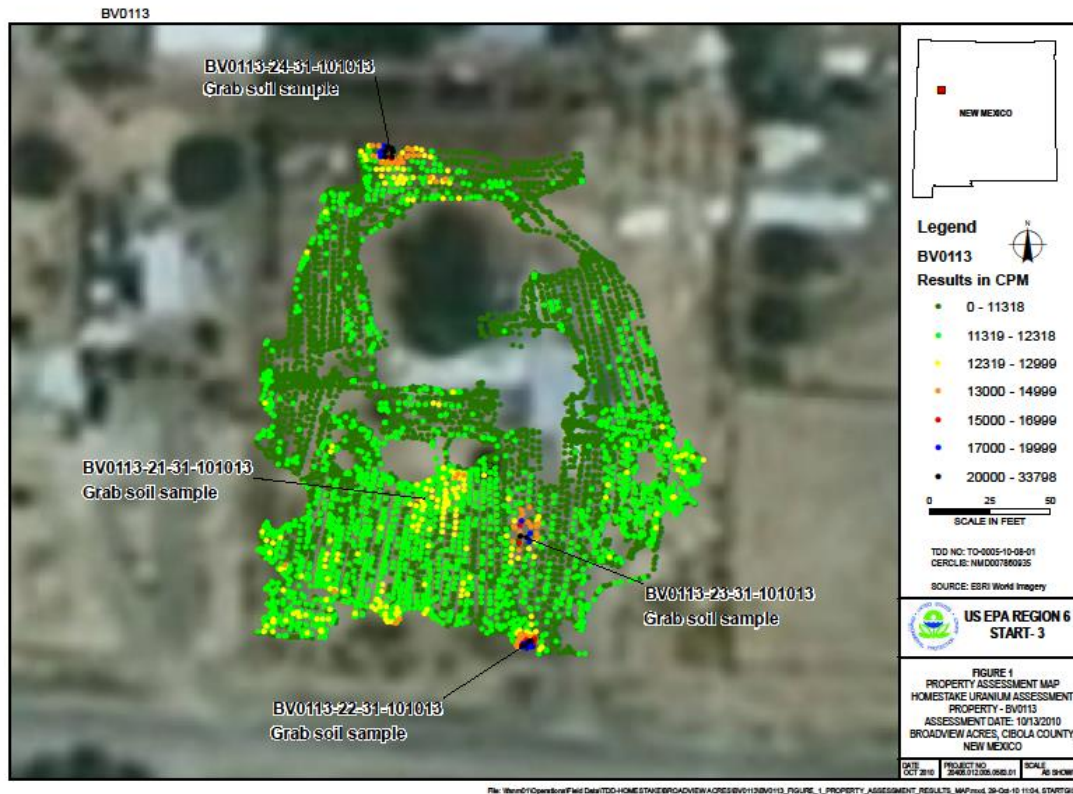 BV0113
BV0113-24-31-101013
Grab soil sample
BV0113-21-31-101013
Grab soil sample
BV0113-23-31-101013
Grab soil sample
BV0113-22-31-101013
Grab soil sample
NEW MEXICO
Legend
N
BV0113
Results in CPM
0 - 11318
11319 - 12318
12319 - 12999
13000 - 14999
15000 - 16999
17000 - 19999
20000 - 33798
0 25 50
SCALE IN FEET
TDD NO: TO-0005-10-08-01
CERCLIS: NMD007860935
SOURCE: ESRI World Imagery
US EPA REGION 6
START- 3
FIGURE 1
PROPERTY ASSESSMENT MAP
HOMESTAKE URANIUM ASSESSMENT
PROPERTY - BV0113
ASSESSMENT DATE: 10/13/2010
BROADVIEW ACRES, CIBOLA COUNTY
NEW MEXICO
DATE
OCT 2010
PROJECT NO
SCALE
AS SHOWN